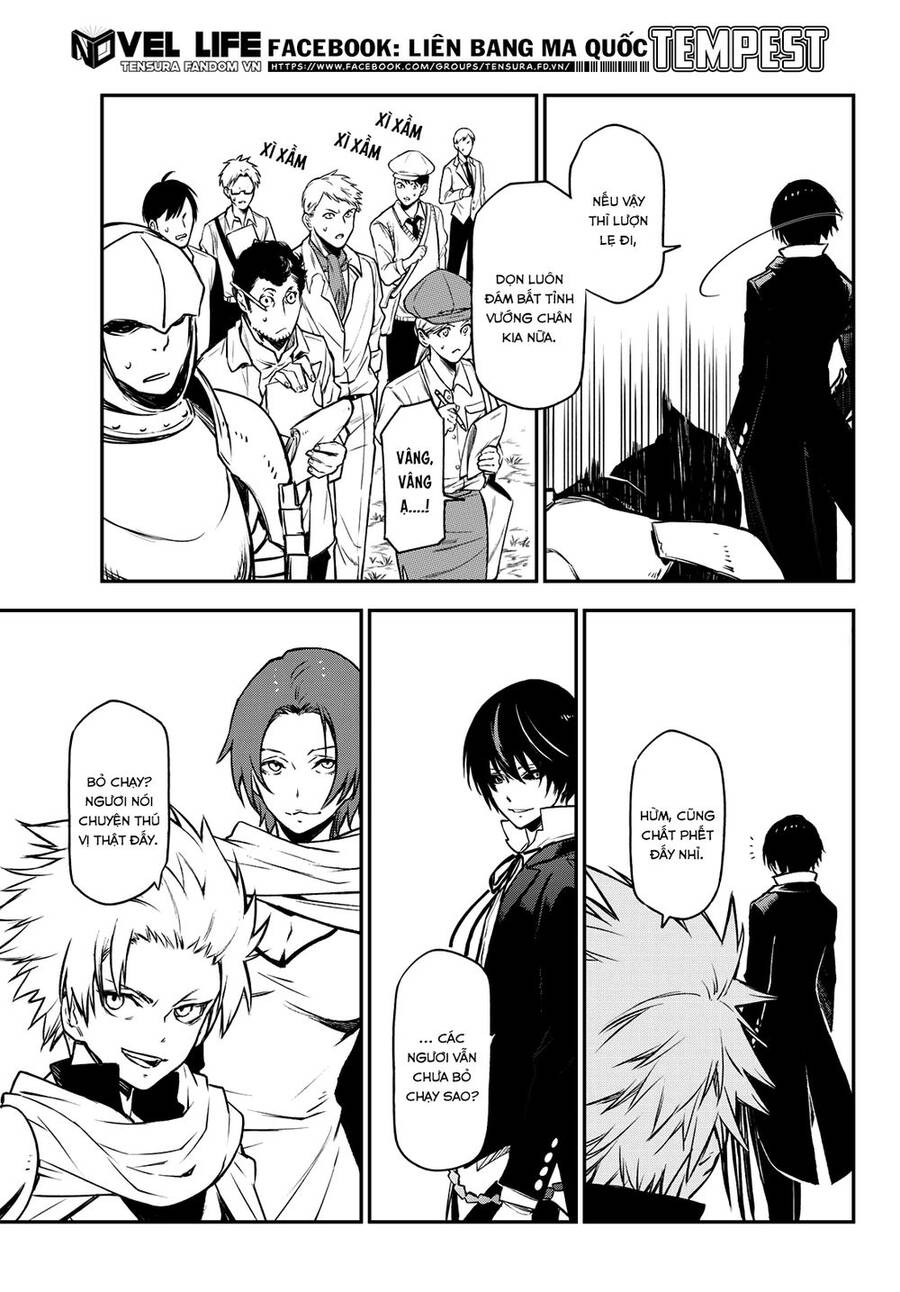 NOVEL LIFE
TENSURA FANDOM VN
FACEBOOK: LIÊN BANG MA QUỐC
HTTPS://WWW.FACEBOOK.COM/GROUPS/TENSURA.FD.VN/
TEMPEST
NẾU VẬY
THÌ LƯỢN
LẸ ĐI,
DỌN LUÔN
ĐÁM BẤT TỈNH
VƯỚNG CHÂN
KIA NỮA.
XÌ XẦM
XÌ XẦM
XÌ XẦM
VÂNG,
VÂNG
Ạ....!
HỪM, CŨNG
CHẤT PHẾT
ĐẤY NHỈ.
... CÁC
NGƯƠI VẪN
CHƯA BỎ
CHẠY SAO?
BỎ CHẠY?
NGƯƠI NÓI
CHUYỆN THÚ
VỊ THẬT ĐẤY.